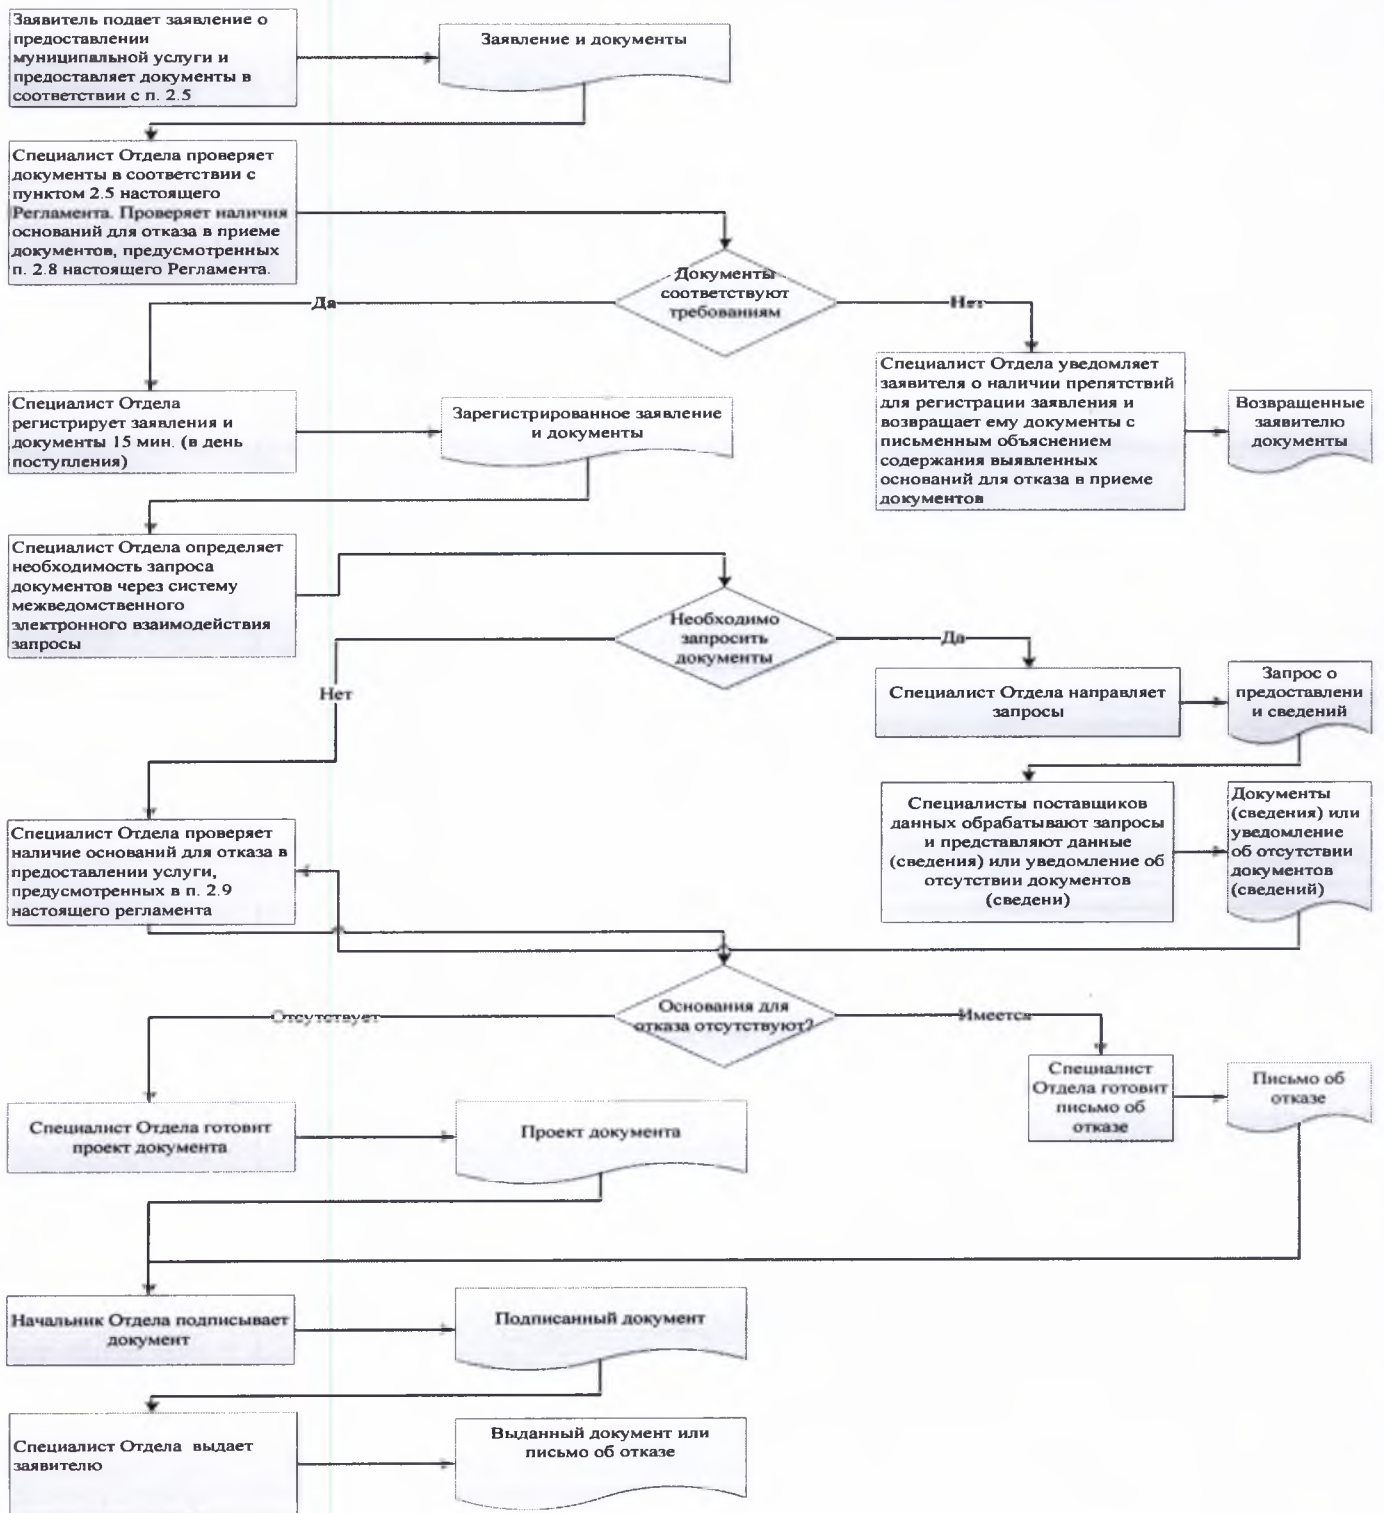 Заявитель подает заявление о
предоставлении
муниципальной услуги и
предоставляет документы в
соответствии с п. 2.5
Заявление и документы
Специалист Отдела проверяет
документы в соответствии с
пунктом 2.5 настоящего
Регламента. Проверяет наличия
оснований для отказа в приеме
документов, предусмотренных
п. 2.8 настоящего Регламента.
Документы
соответствуют
требованиям
Да
Нет
Специалист Отдела
регистрирует заявления и
документы 15 мин. (в день
поступления)
Зарегистрированное заявление
и документы
Специалист Отдела уведомляет
заявителя о наличии препятствий
для регистрации заявления и
возвращает ему документы с
письменным объяснением
содержания выявленных
оснований для отказа в приеме
документов
Возвращенные
заявителю
документы
Специалист Отдела определяет
необходимость запроса
документов через систему
межведомственного
электронного взаимодействия
запросы
Необходимо
запросить
документы
Да
Нет
Специалист Отдела направляет
запросы
Запрос о
предоставлени
и сведений
Специалисты поставщиков
данных обрабатывают запросы
и представляют данные
(сведения) или уведомление об
отсутствии документов
(сведени)
Документы
(сведения) или
уведомление
об отсутствии
документов
(сведений)
Специалист Отдела проверяет
наличие оснований для отказа в
предоставлении услуги,
предусмотренных в п. 2.9
настоящего регламента
Основания для
отказа отсутствуют?
Отсутствует
Имеется
Специалист
Отдела готовит
письмо об
отказе
Письмо об
отказе
Специалист Отдела готовит
проект документа
Проект документа
Начальник Отдела подписывает
документ
Подписанный документ
Специалист Отдела выдает
заявителю
Выданный документ или
письмо об отказе